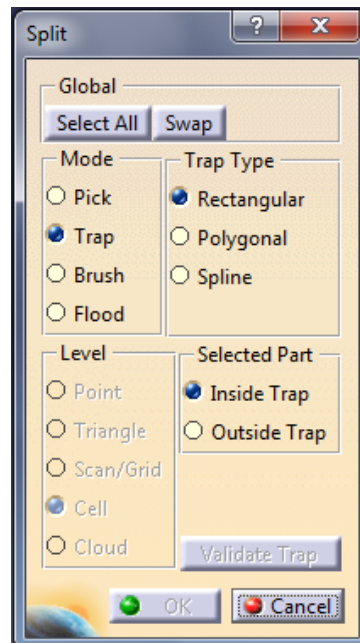 Split ? X
Global
Select All Swap
Mode Trap Type
Pick Rectangular
Trap Polygonal
Brush Spline
Flood
Level Selected Part
Point Inside Trap
Triangle Outside Trap
Scan/Grid
Cell
Cloud Validate Trap
OK Cancel